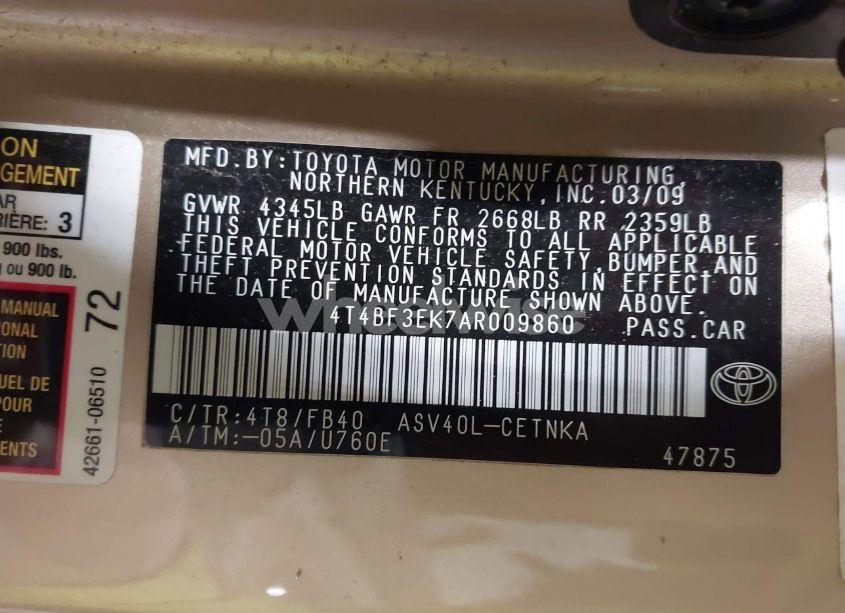 ION
GEMENT
AR
RIÈRE: 3
900 lbs.
g ou 900 lb.
MANUAL
IONAL
TION
UEL DE
POUR
E
ENTS
42661-06510 72
MFD.BY:TOYOTA MOTOR MANUFACTURING
NORTHERN KENTUCKY,INC.03/09
GVWR 4345LB GAWR FR 2668LB RR 2359LB
THIS VEHICLE CONFORMS TO ALL APPLICABLE
FEDERAL MOTOR VEHICLE SAFETY,BUMPER,AND
THEFT PREVENTION STANDARDS IN EFFECT ON
THE DATE OF MANUFACTURE SHOWN ABOVE.
4T4BF3EK7AR009860 PASS.CAR
C/TR:4T8/FB40 ASV40L-CETNKA
A/TM:-05A/U760E
47875